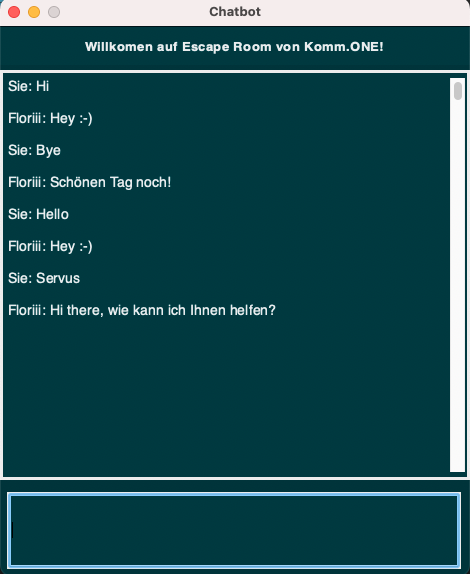 Chatbot
Willkomen auf Escape Room von Komm.ONE!
Sie: Hi
Floriii: Hey :-)
Sie: Bye
Floriii: Schönen Tag noch!
Sie: Hello
Floriii: Hey :-)
Sie: Servus
Floriii: Hi there, wie kann ich Ihnen helfen?